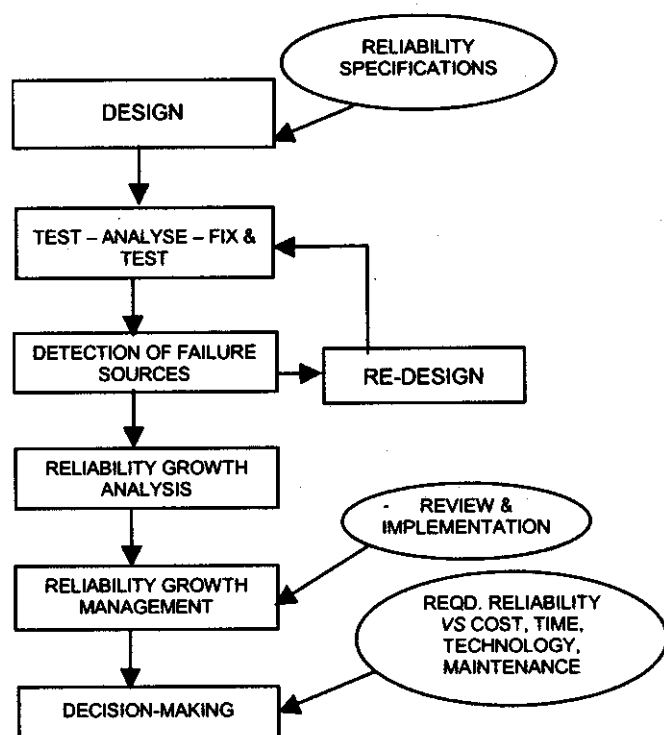 RELIABILITY
SPECIFICATIONS
DESIGN
TEST – ANALYSE – FIX &
TEST
DETECTION OF FAILURE
SOURCES
RE-DESIGN
RELIABILITY GROWTH
ANALYSIS
REVIEW &
IMPLEMENTATION
RELIABILITY GROWTH
MANAGEMENT
REQD. RELIABILITY
VS COST, TIME,
TECHNOLOGY,
MAINTENANCE
DECISION-MAKING